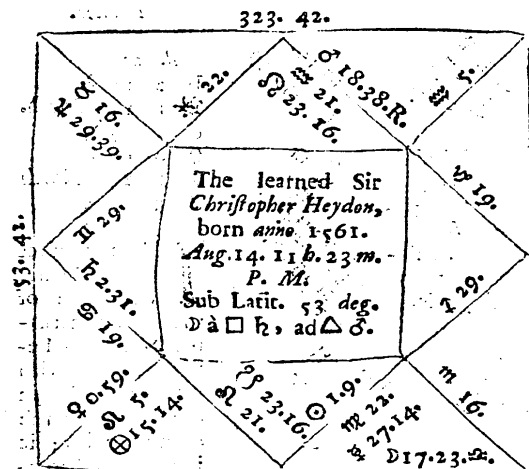 323. 42.
♉ 16.
♃ 29.39.
♓ 22.
♒ 21.
☊ 23. 16.
♂ 18.38.R.
♒ 5.
♑ 19.
53. 42.
The learned Sir
Chriſtopher Heydon,
born anno 1561.
Aug. 14. 11 h. 23 m.
P. M.
Sub Latit. 53 deg.
☽ à □ ♄, ad △ ♂.
♊ 29.
♄ 2.31.
♋ 19.
♐ 29.
♀ 0.59.
♌ 5.
⊕ 15. 14.
☋ 23.16.
♌ 21.
☉ 1.9.
♍ 22.
☿ 27.14.
☽ 17.23.♎.
♏ 16.